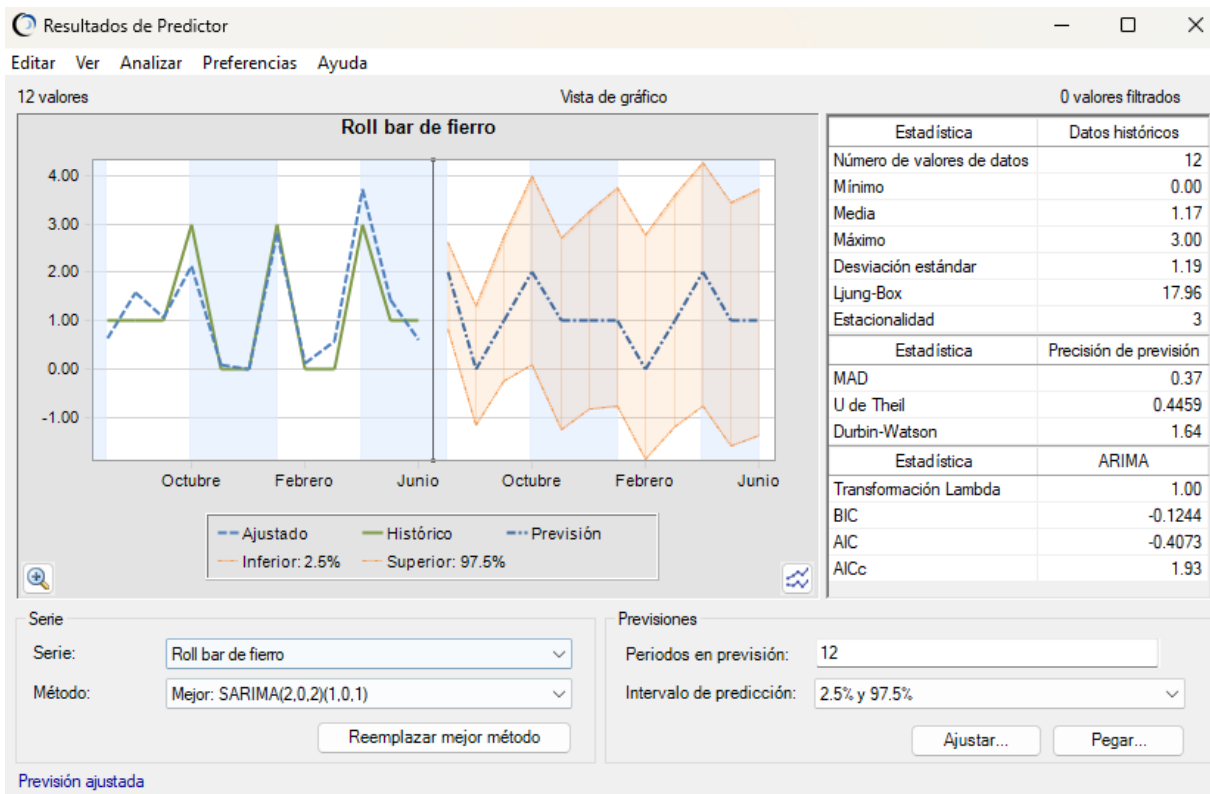 Resultados de Predictor
Editar Ver Analizar Preferencias Ayuda
12 valores Vista de gráfico 0 valores filtrados
Roll bar de fierro
4.00
3.00
2.00
1.00
0.00
-1.00
Octubre Febrero Junio Octubre Febrero Junio
Ajustado Histórico Previsión
Inferior: 2.5% Superior: 97.5%
Estadística Datos históricos
Número de valores de datos 12
Mínimo 0.00
Media 1.17
Máximo 3.00
Desviación estándar 1.19
Ljung-Box 17.96
Estacionalidad 3
Estadística Precisión de previsión
MAD 0.37
U de Theil 0.4459
Durbin-Watson 1.64
Estadística ARIMA
Transformación Lambda 1.00
BIC -0.1244
AIC -0.4073
AICc 1.93
Serie
Serie: Roll bar de fierro
Método: Mejor: SARIMA(2,0,2)(1,0,1)
Reemplazar mejor método
Previsiones
Periodos en previsión: 12
Intervalo de predicción: 2.5% y 97.5%
Ajustar... Pegar...
Previsión ajustada